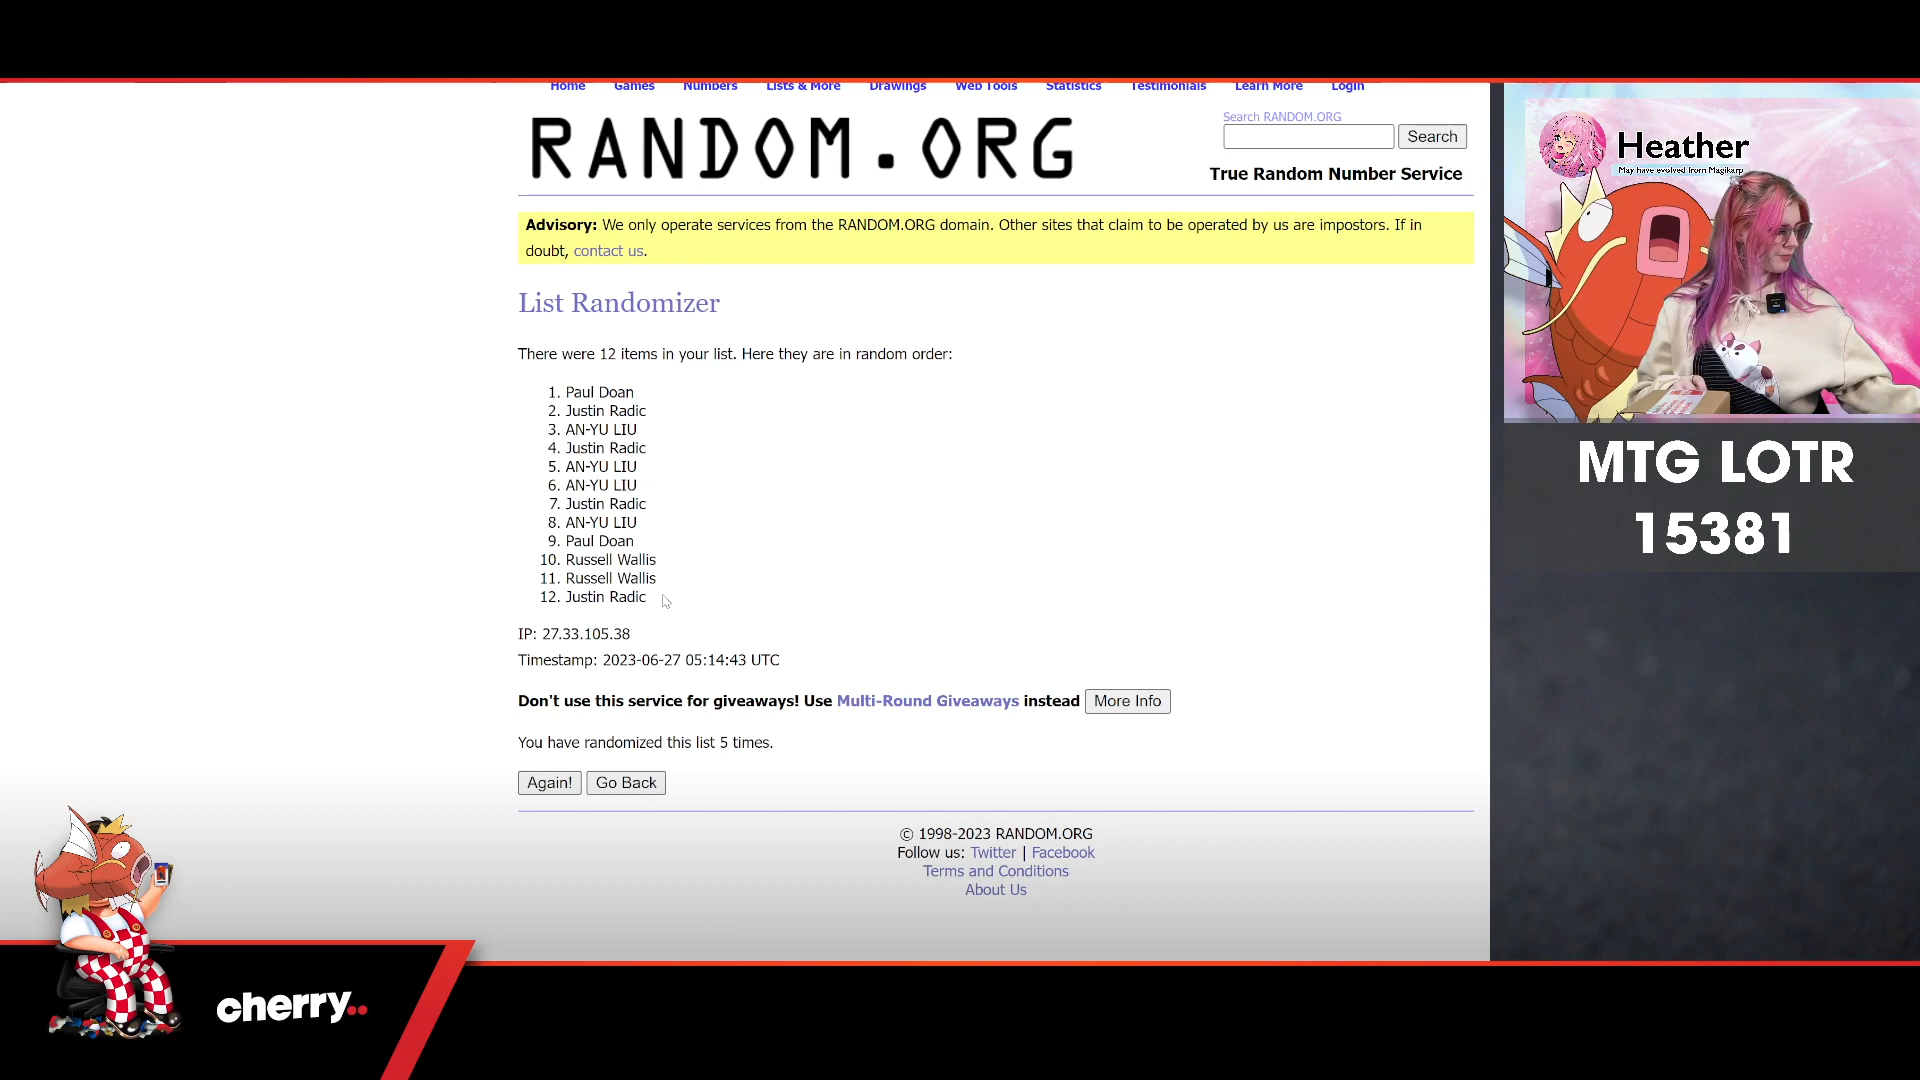 Home Games Numbers Lists & More Drawings Web Tools Statistics Testimonials Learn More Login
RANDOM.ORG
Search RANDOM.ORG
Search
True Random Number Service
Advisory: We only operate services from the RANDOM.ORG domain. Other sites that claim to be operated by us are impostors. If in
doubt, contact us.
List Randomizer
There were 12 items in your list. Here they are in random order:
1. Paul Doan
2. Justin Radic
3. AN-YU LIU
4. Justin Radic
5. AN-YU LIU
6. AN-YU LIU
7. Justin Radic
8. AN-YU LIU
9. Paul Doan
10. Russell Wallis
11. Russell Wallis
12. Justin Radic
IP: 27.33.105.38
Timestamp: 2023-06-27 05:14:43 UTC
Don't use this service for giveaways! Use Multi-Round Giveaways instead More Info
You have randomized this list 5 times.
Again! Go Back
© 1998-2023 RANDOM.ORG
Follow us: Twitter | Facebook
Terms and Conditions
About Us
Heather
May have evolved from Magikarp
MTG LOTR
15381
cherry..